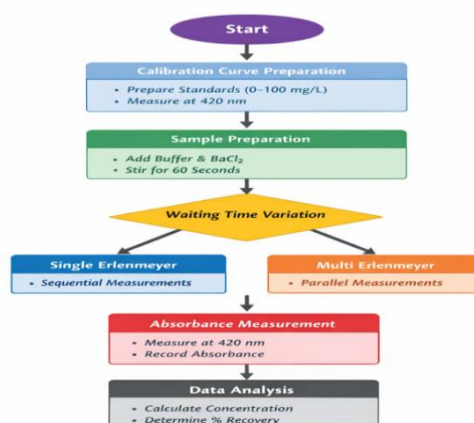 Start
Calibration Curve Preparation
• Prepare Standards (0–100 mg/L)
• Measure at 420 nm
Sample Preparation
• Add Buffer & BaCl₂
• Stir for 60 Seconds
Waiting Time Variation
Single Erlenmeyer
• Sequential Measurements
Multi Erlenmeyer
• Parallel Measurements
Absorbance Measurement
• Measure at 420 nm
• Record Absorbance
Data Analysis
• Calculate Concentration
• Determine % Recovery